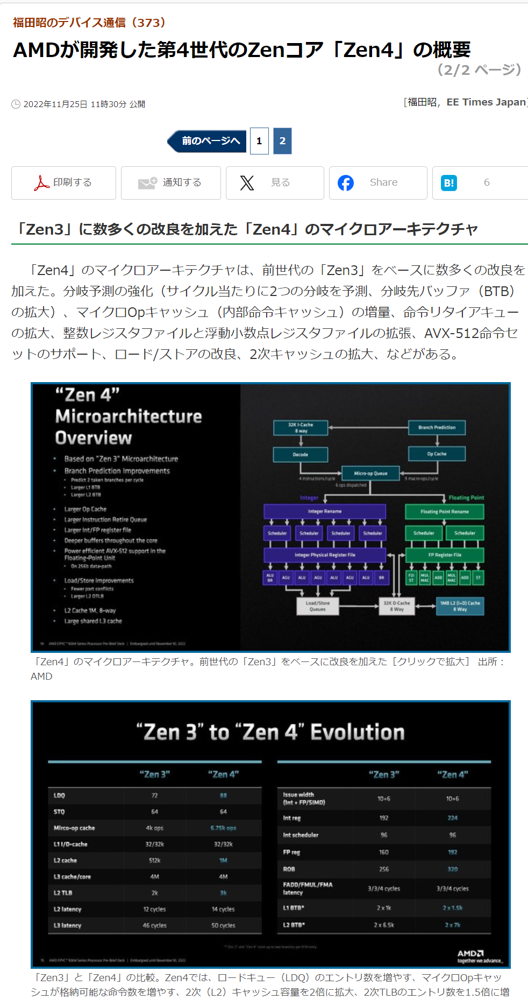 福田昭のデバイス通信（373）
AMDが開発した第4世代のZenコア「Zen4」の概要
（2/2 ページ）
2022年11月25日 11時30分 公開
[福田昭，EE Times Japan]
前のページへ 1 2
印刷する 通知する 見る Share B! 6
「Zen3」に数多くの改良を加えた「Zen4」のマイクロアーキテクチャ
「Zen4」のマイクロアーキテクチャは、前世代の「Zen3」をベースに数多くの改良を
加えた。分岐予測の強化（サイクル当たりに2つの分岐を予測、分岐先バッファ（BTB）
の拡大）、マイクロOpキャッシュ（内部命令キャッシュ）の増量、命令リタイアキュー
の拡大、整数レジスタファイルと浮動小数点レジスタファイルの拡張、AVX-512命令セ
ットのサポート、ロード/ストアの改良、2次キャッシュの拡大、などがある。
“Zen 4”
Microarchitecture
Overview
• Based on “Zen 3” Microarchitecture
• Branch Prediction Improvements
• Predict 2 taken branches per cycle
• Larger L1 BTB
• Larger L2 BTB
• Larger Op Cache
• Larger Instruction Retire Queue
• Larger Int/FP register file
• Deeper buffers throughout the core
• Power efficient AVX-512 support in the
Floating-Point Unit
• On 256b data-path
• Load/Store improvements
• Fewer port conflicts
• Larger L2 DTLB
• L2 Cache 1M, 8-way
• Large shared L3 cache
14 AMD EPYC™ 9004 Series Processor Pre-Brief Deck | Embargoed until November 10, 2022
32K I-Cache
8 way
Branch Prediction
Decode
Op Cache
Micro-op Queue
4 instructions/cycle
9 macro-ops/cycle
6 ops dispatched
Integer
Floating Point
Integer Rename
Floating Point Rename
Scheduler Scheduler Scheduler Scheduler
Scheduler Scheduler
Integer Physical Register File
FP Register File
ALU
BR
AGU ALU AGU ALU AGU ALU BR
F2I
ST
MUL
MAC
ADD
MUL
MAC
ADD ST
Load/Store
Queues
32K D-Cache
8 Way
1MB L2 (I+D) Cache
8 Way
「Zen4」のマイクロアーキテクチャ。前世代の「Zen3」をベースに改良を加えた［クリックで拡大］ 出所：
AMD
“Zen 3” to “Zen 4” Evolution
“Zen 3” “Zen 4”
LDQ 72 88
STQ 64 64
Mirco-op cache 4k ops 6.75k ops
L1 I/D-cache 32/32k 32/32k
L2 cache 512k 1M
L3 cache/core 4M 4M
L2 TLB 2k 3k
L2 latency 12 cycles 14 cycles
L3 latency 46 cycles 50 cycles
“Zen 3” “Zen 4”
Issue width
(Int + FP/SIMD) 10+6 10+6
Int reg 192 224
Int scheduler 96 96
FP reg 160 192
ROB 256 320
FADD/FMUL/FMA
latency 3/3/4 cycles 3/3/4 cycles
L1 BTB* 2 x 1k 2 x 1.5k
L2 BTB* 2 x 6.5k 2 x 7k
*“Zen 3” and “Zen 4” store up to two branches per BTB entry
15 AMD EPYC™ 9004 Series Processor Pre-Brief Deck | Embargoed until November 10, 2022
AMD
together we advance_
「Zen3」と「Zen4」の比較。Zen4では、ロードキュー（LDQ）のエントリ数を増やす、マイクロOpキャッ
シュが格納可能な命令数を増やす、2次（L2）キャッシュ容量を2倍に拡大、2次TLBのエントリ数を1.5倍に増